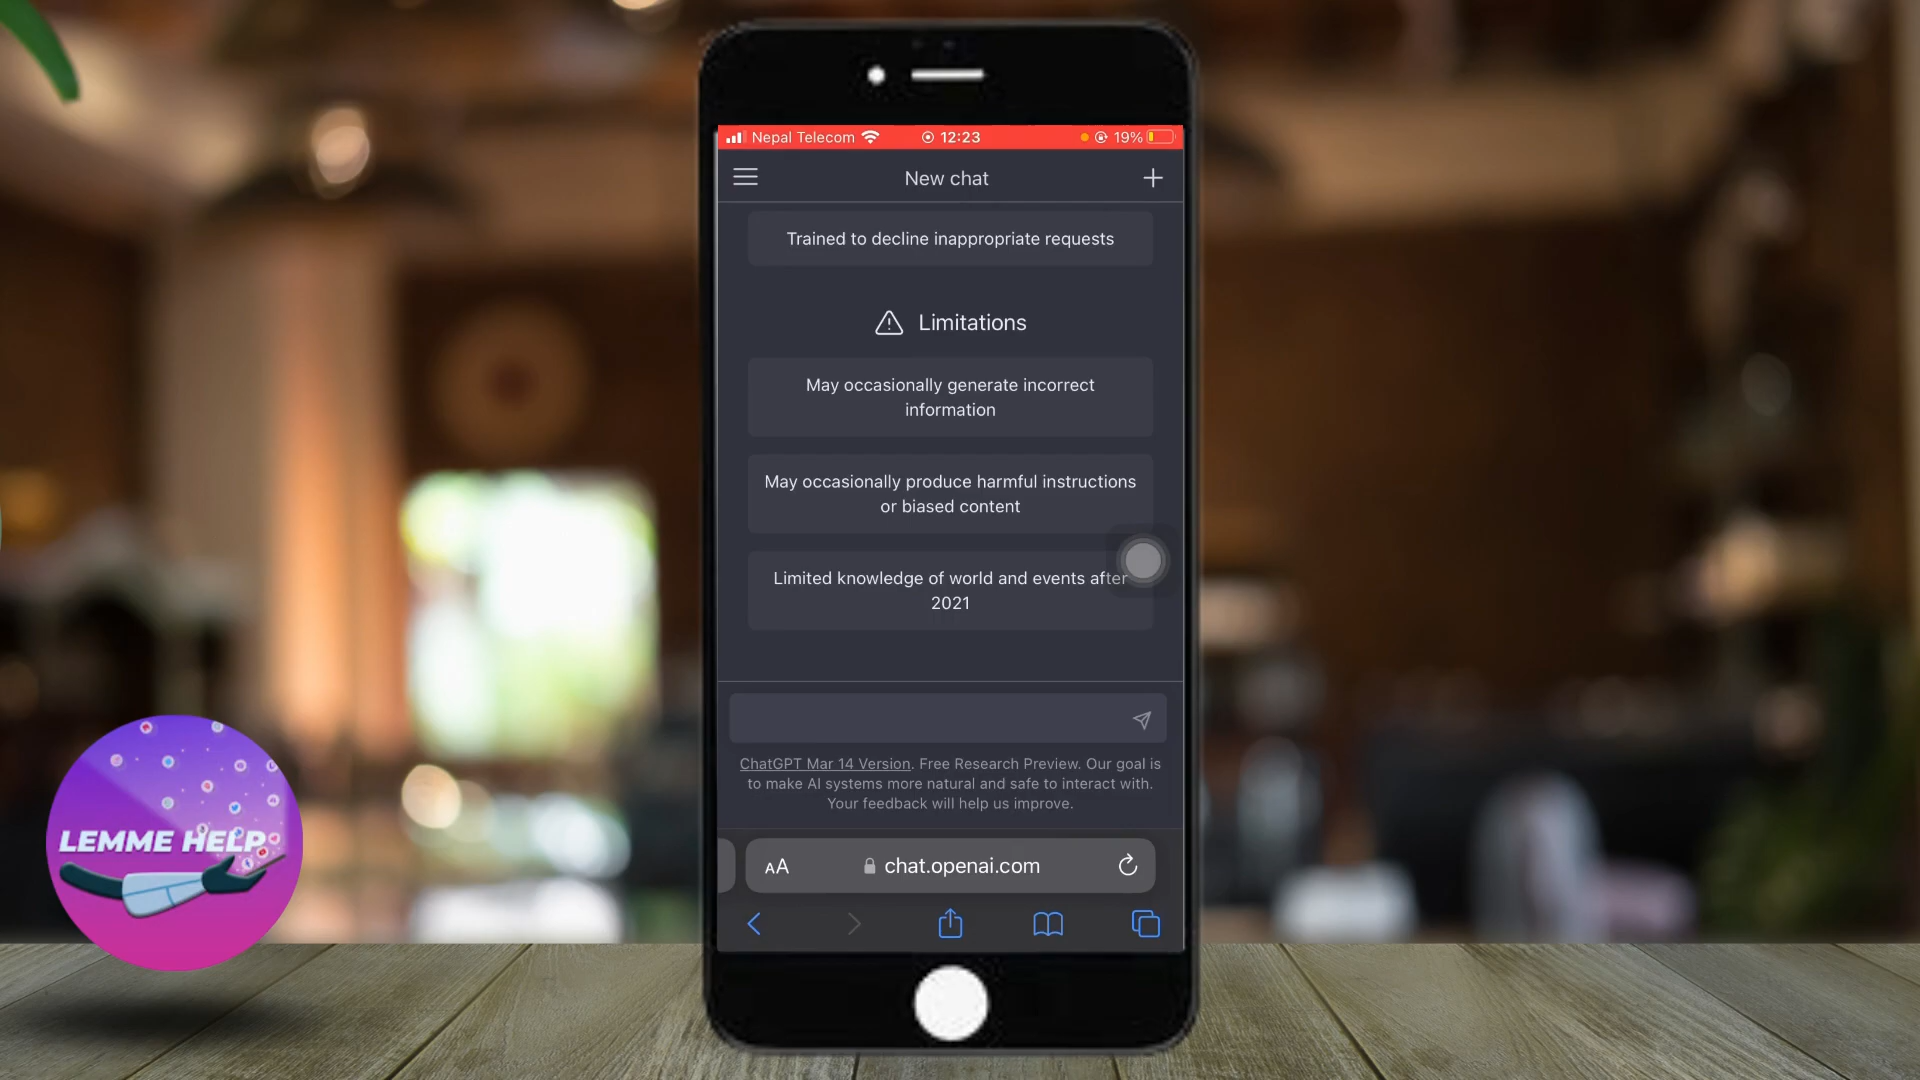 Nepal Telecom 12:23 19%
New chat
Trained to decline inappropriate requests
Limitations
May occasionally generate incorrect
information
May occasionally produce harmful instructions
or biased content
Limited knowledge of world and events after
2021
ChatGPT Mar 14 Version. Free Research Preview. Our goal is
to make AI systems more natural and safe to interact with.
Your feedback will help us improve.
AA chat.openai.com
LEMME HELP